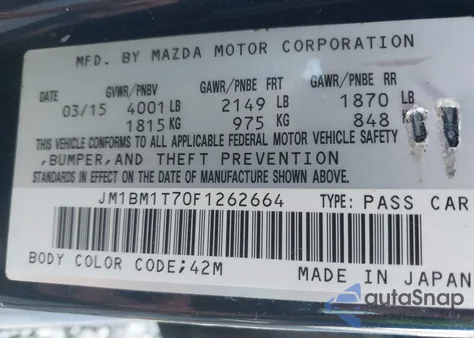 MFD. BY MAZDA MOTOR CORPORATION
DATE GVWR/PNBV GAWR/PNBE FRT GAWR/PNBE RR
03/15 4001 LB 2149 LB 1870 LB
1815 KG 975 KG 848
THIS VEHICLE CONFORMS TO ALL APPLICABLE FEDERAL MOTOR VEHICLE SAFETY
,BUMPER,AND THEFT PREVENTION
STANDARDS IN EFFECT ON THE DATE OF MANUFACTURE SHOWN ABOVE.
JM1BM1T70F1262664 TYPE: PASS CAR
BODY COLOR CODE;42M MADE IN JAPAN
autoSnap